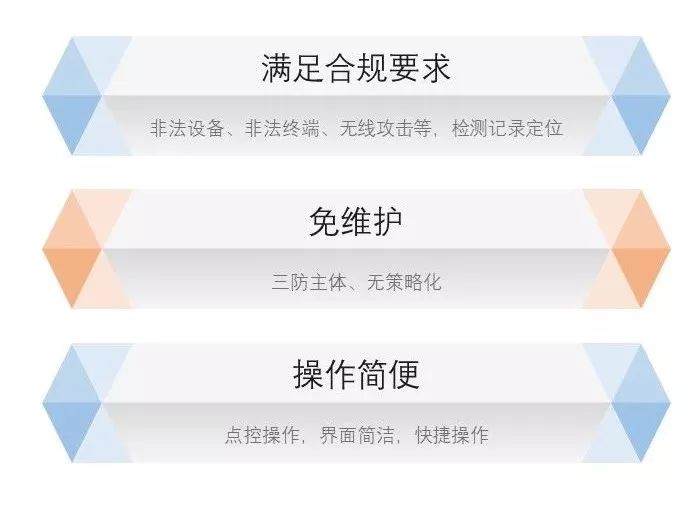 满足合规要求
非法设备、非法终端、无线攻击等，检测记录定位
免维护
三防主体、无策略化
操作简便
点控操作，界面简洁，快捷操作